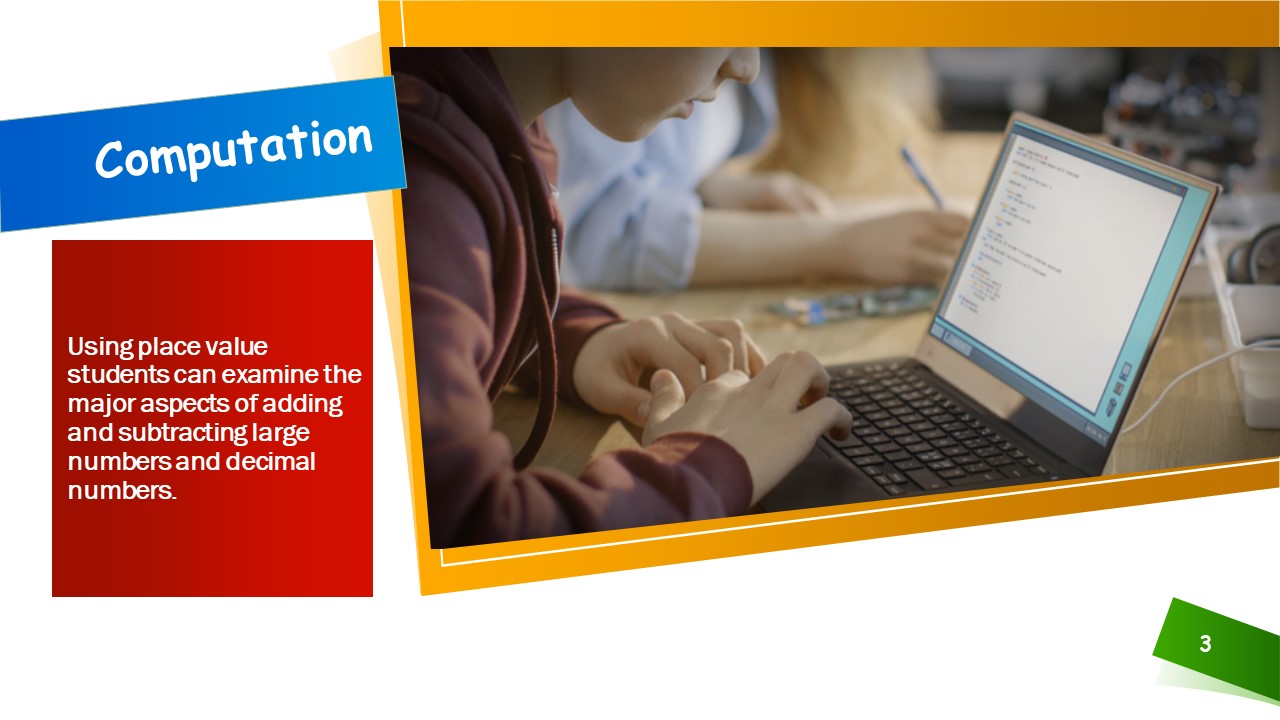 Computation
Using place value
students can examine the
major aspects of adding
and subtracting large
numbers and decimal
numbers.
3